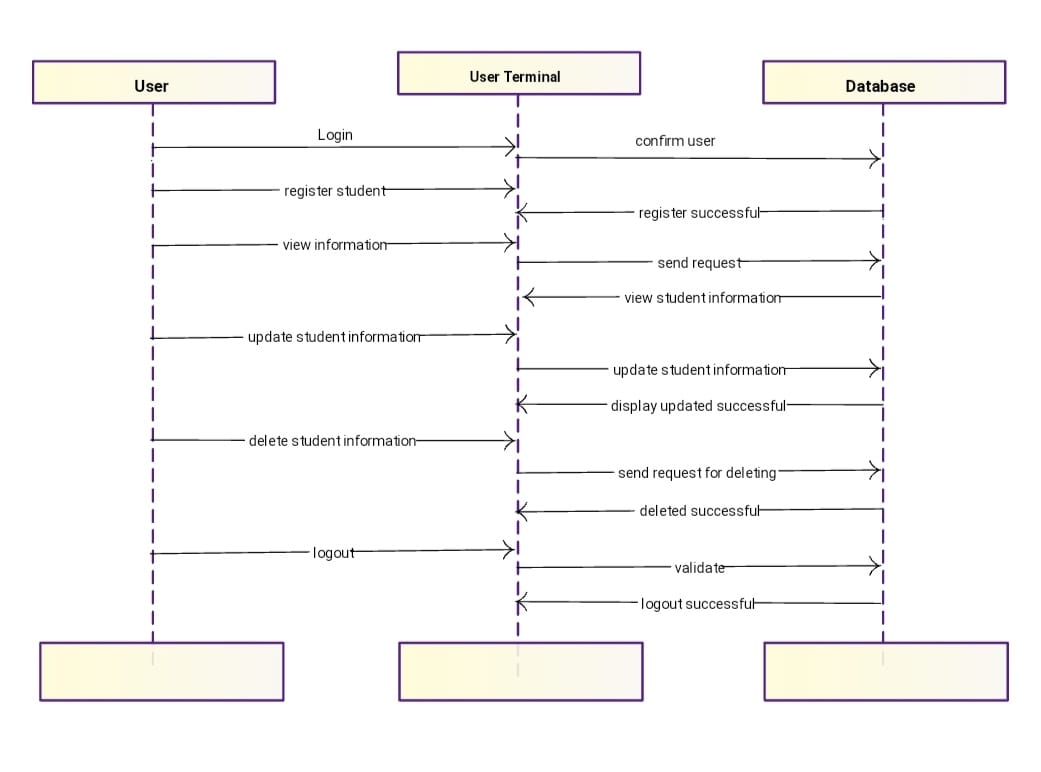 User
User Terminal
Database
Login
confirm user
register student
register successful
view information
send request
view student information
update student information
update student information
display updated successful
delete student information
send request for deleting
deleted successful
logout
validate
logout successful